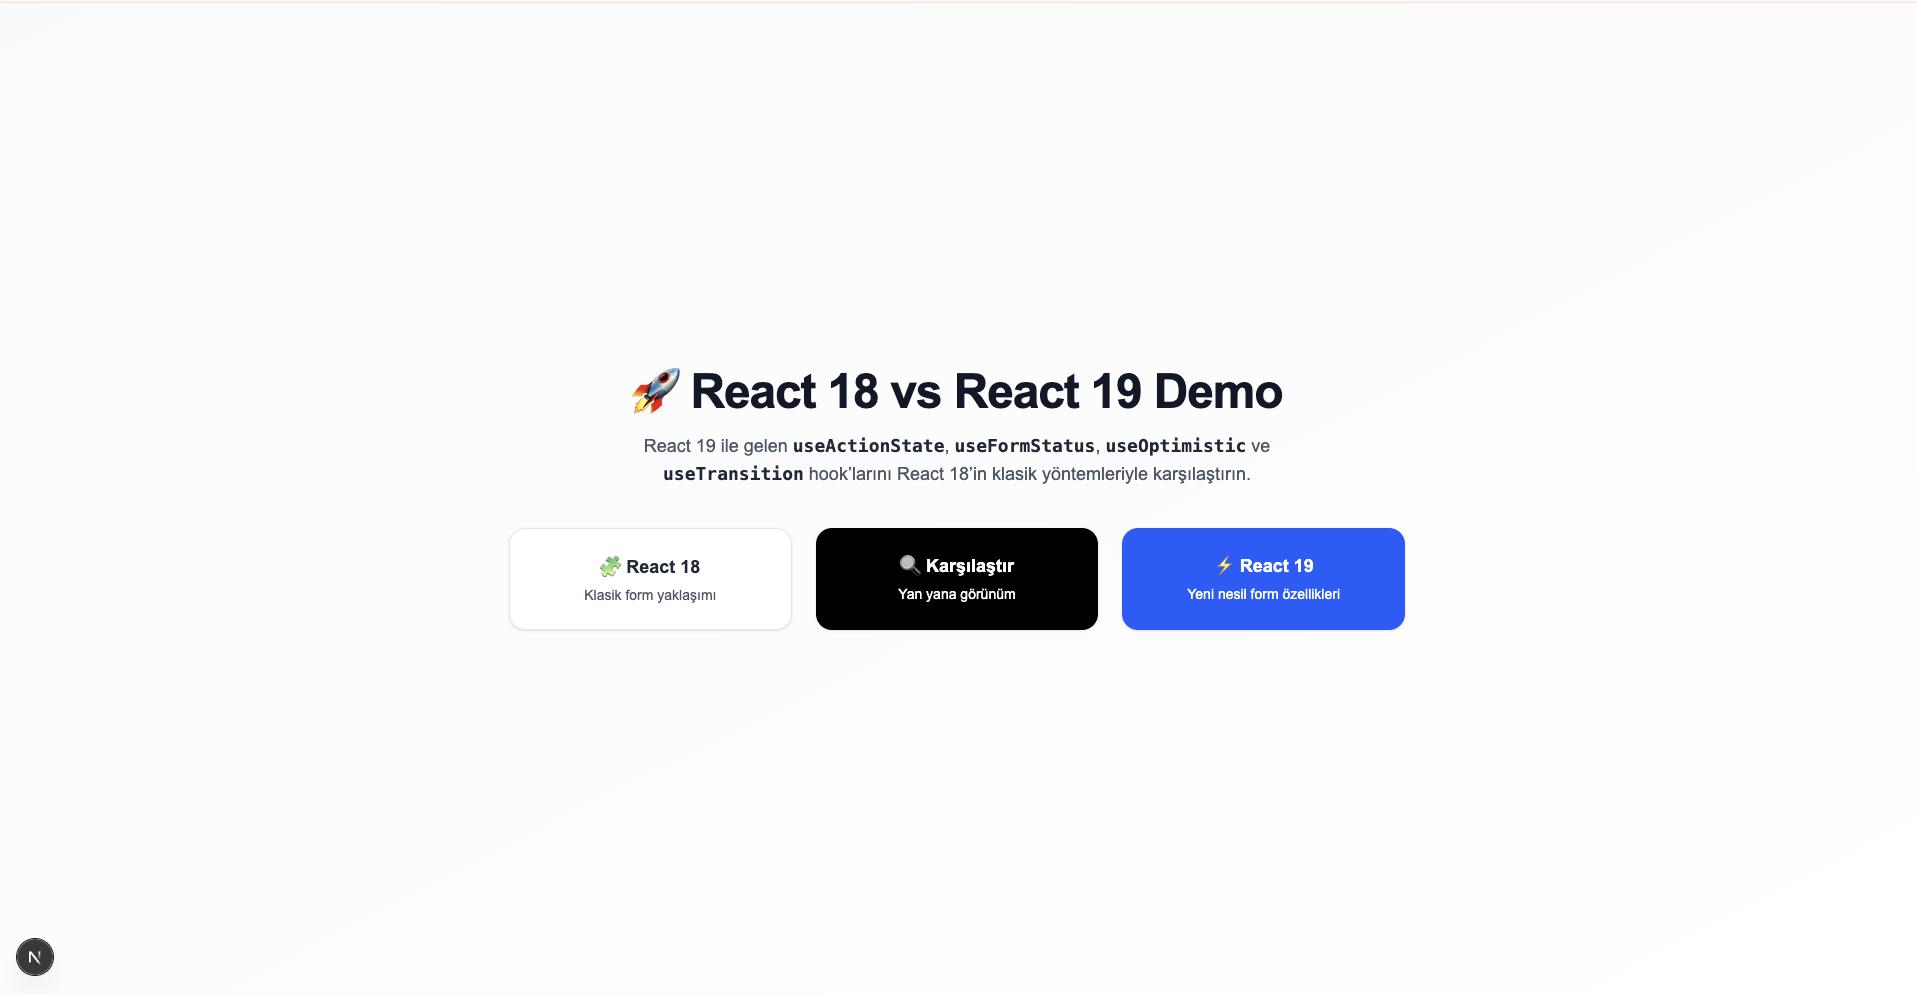 🚀 React 18 vs React 19 Demo
React 19 ile gelen useActionState, useFormStatus, useOptimistic ve
useTransition hook’larını React 18’in klasik yöntemleriyle karşılaştırın.
🧩 React 18
Klasik form yaklaşımı
🔍 Karşılaştır
Yan yana görünüm
⚡ React 19
Yeni nesil form özellikleri
N